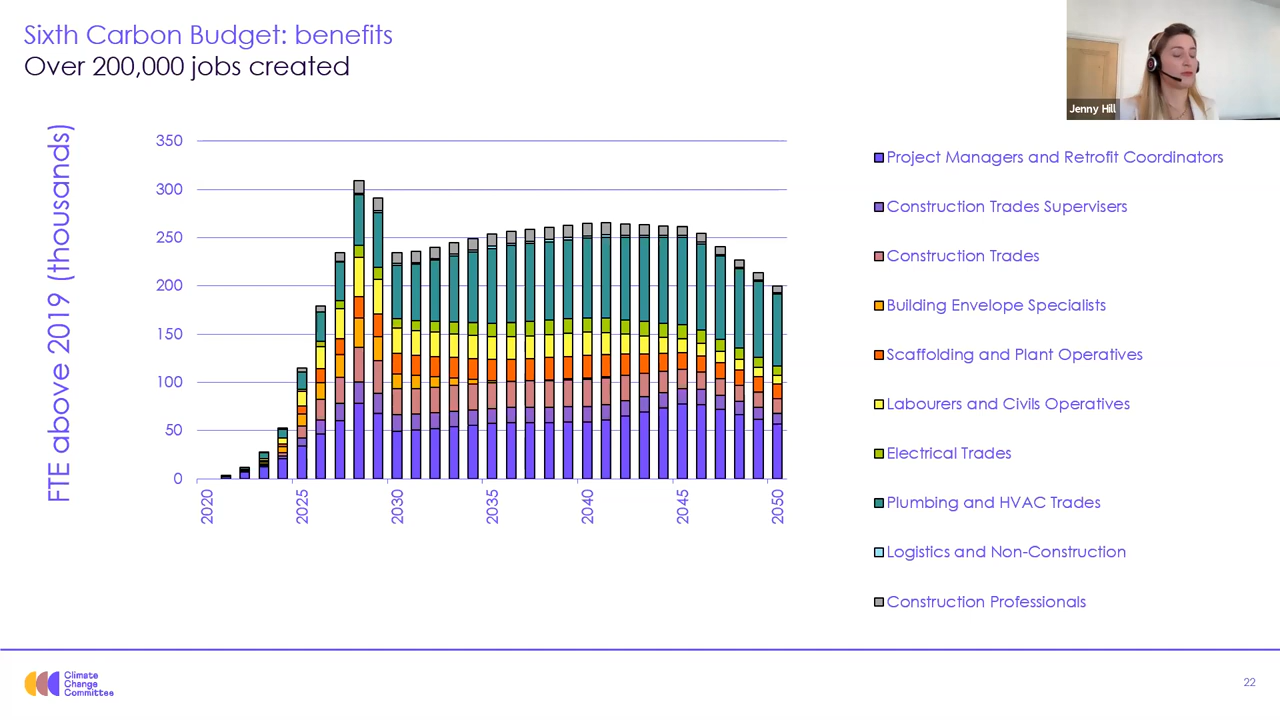 Sixth Carbon Budget: benefits
Over 200,000 jobs created
Jenny Hill
FTE above 2019 (thousands)
350
300
250
200
150
100
50
0
2020
2025
2030
2035
2040
2045
2050
Project Managers and Retrofit Coordinators
Construction Trades Supervisers
Construction Trades
Building Envelope Specialists
Scaffolding and Plant Operatives
Labourers and Civils Operatives
Electrical Trades
Plumbing and HVAC Trades
Logistics and Non-Construction
Construction Professionals
Climate
Change
Committee
22